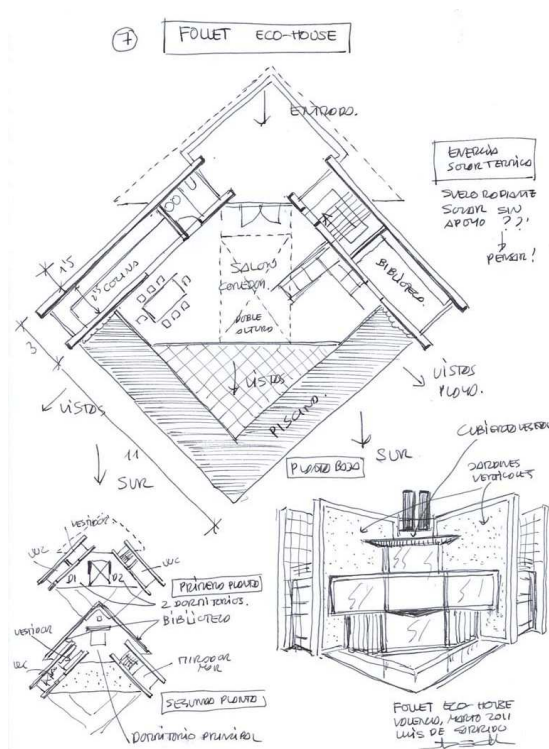 7
FOLLET ECO-HOUSE
ENTRADA.
ENERGÍA
SOLAR TÉRMICA
SUELO RADIANTE
SOLAR SIN
APOYO ??!
PENSAR!
1'5
COCINA
SALON
COMEDOR
DOBLE
ALTURA
BIBLIOTECA.
3
VISTAS
VISTAS
VISTAS
PLAYA.
PISCINA.
11
SUR
SUR
PLANTA BAJA
CUBIERTA
JARDINES
VERTICALES
VESTIDOR
WC
WC
D1
D2
PRIMERA PLANTA
2 DORMITORIOS.
BIBLIOTECA
VESTIDOR
WC
MIRADOR
MAR
SEGUNDA PLANTA
DORMITORIO PRINCIPAL
FOLLET ECO-HOUSE
VALENCIA, MARZO 2011
LUIS DE GARRIDO